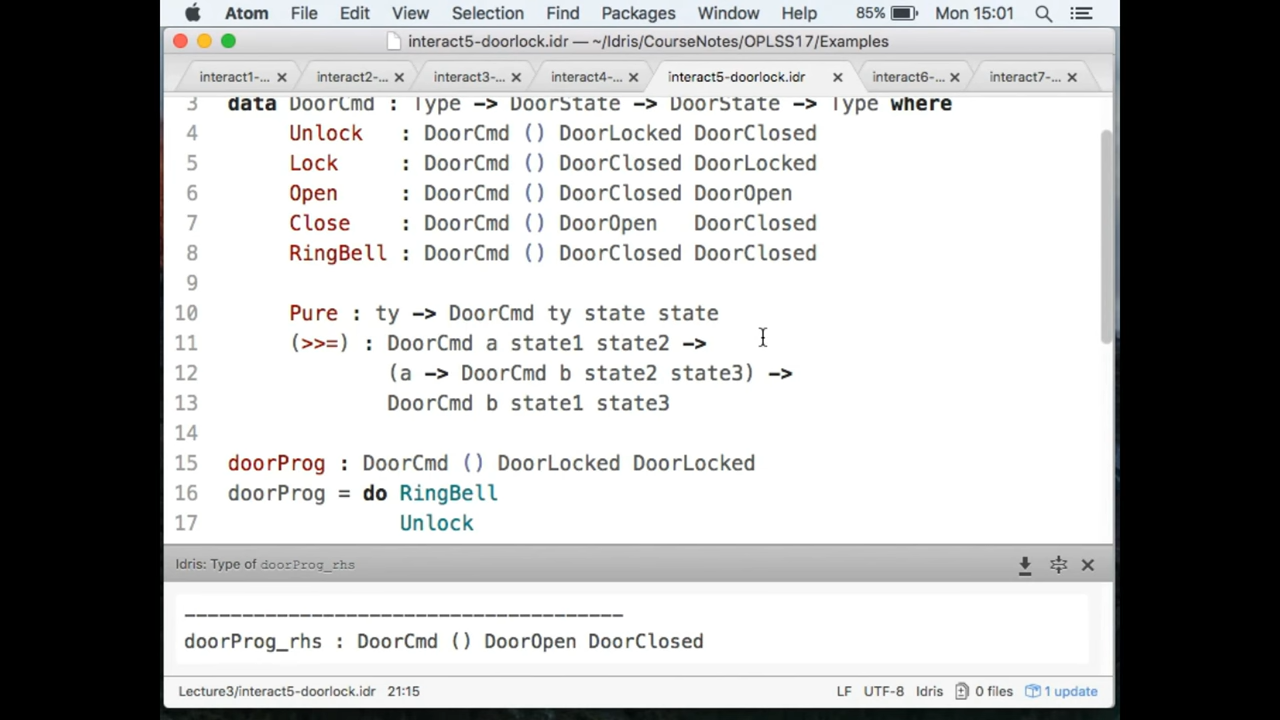 Atom File Edit View Selection Find Packages Window Help 85% Mon 15:01
interact5-doorlock.idr — ~/Idris/CourseNotes/OPLSS17/Examples
interact1-... interact2-... interact3-... interact4-... interact5-doorlock.idr interact6-... interact7-...
3 data DoorCmd : Type -> DoorState -> DoorState -> Type where
4 Unlock : DoorCmd () DoorLocked DoorClosed
5 Lock : DoorCmd () DoorClosed DoorLocked
6 Open : DoorCmd () DoorClosed DoorOpen
7 Close : DoorCmd () DoorOpen DoorClosed
8 RingBell : DoorCmd () DoorClosed DoorClosed
9
10 Pure : ty -> DoorCmd ty state state
11 (>>=) : DoorCmd a state1 state2 ->
12 (a -> DoorCmd b state2 state3) ->
13 DoorCmd b state1 state3
14
15 doorProg : DoorCmd () DoorLocked DoorLocked
16 doorProg = do RingBell
17 Unlock
Idris: Type of doorProg_rhs
--------------------------------------
doorProg_rhs : DoorCmd () DoorOpen DoorClosed
Lecture3/interact5-doorlock.idr 21:15 LF UTF-8 Idris 0 files 1 update